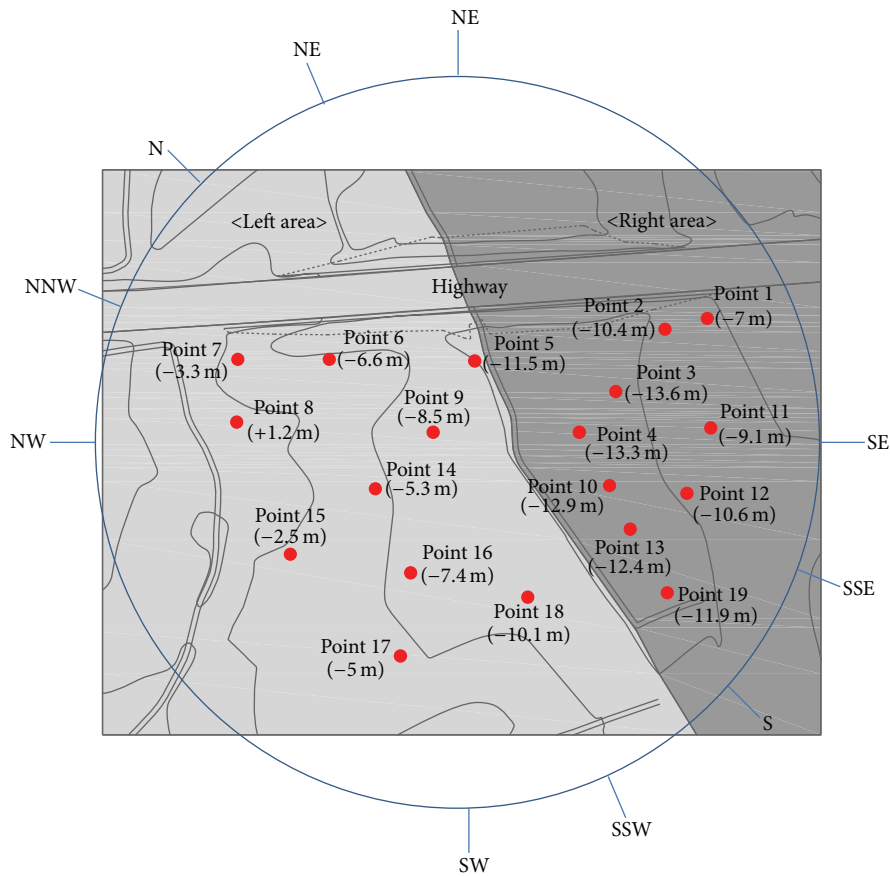 NE
NE
N
<Left area>
<Right area>
NNW
Highway
Point 1
(−7 m)
Point 2
(−10.4 m)
Point 6
(−6.6 m)
Point 7
(−3.3 m)
Point 5
(−11.5 m)
Point 3
(−13.6 m)
Point 9
(−8.5 m)
Point 8
(+1.2 m)
Point 11
(−9.1 m)
Point 4
(−13.3 m)
NW
SE
Point 14
(−5.3 m)
Point 10
(−12.9 m)
Point 12
(−10.6 m)
Point 15
(−2.5 m)
Point 13
(−12.4 m)
Point 16
(−7.4 m)
SSE
Point 19
(−11.9 m)
Point 18
(−10.1 m)
Point 17
(−5 m)
S
SSW
SW